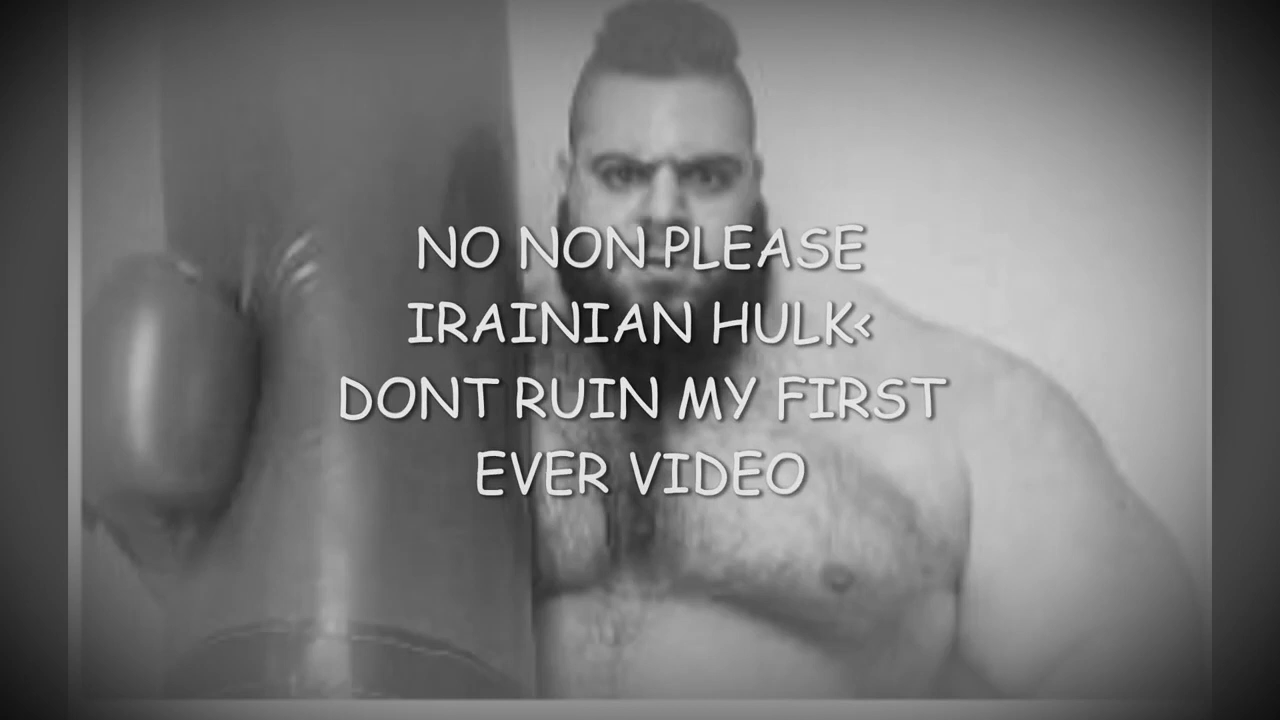 NO NON PLEASE
IRAINIAN HULK<
DONT RUIN MY FIRST
EVER VIDEO